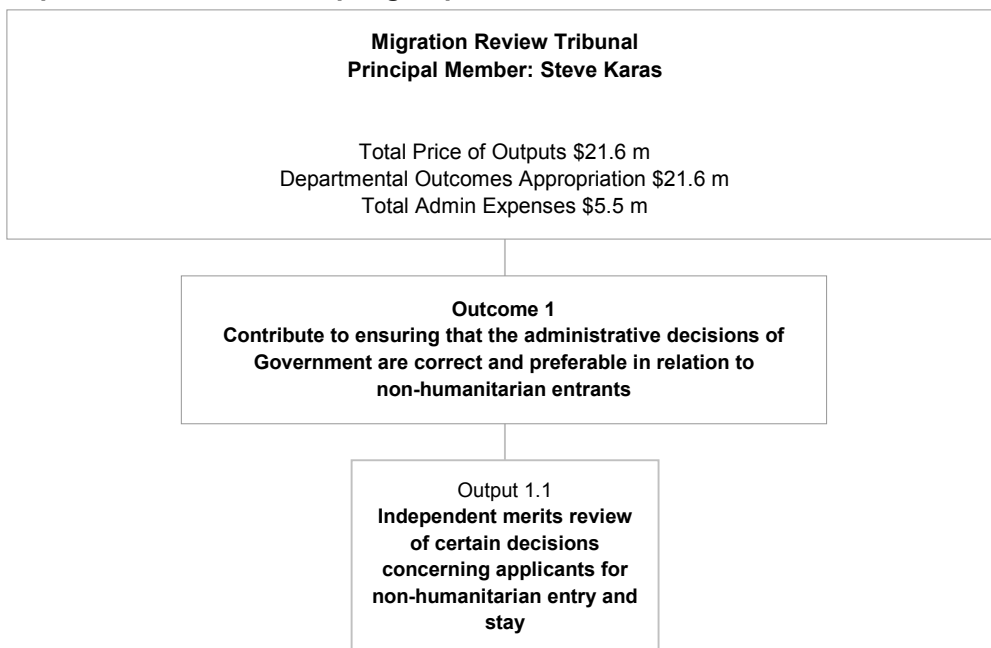 Migration Review Tribunal
Principal Member: Steve Karas
Total Price of Outputs $21.6 m
Departmental Outcomes Appropriation $21.6 m
Total Admin Expenses $5.5 m
Outcome 1
Contribute to ensuring that the administrative decisions of
Government are correct and preferable in relation to
non-humanitarian entrants
Output 1.1
Independent merits review
of certain decisions
concerning applicants for
non-humanitarian entry and
stay